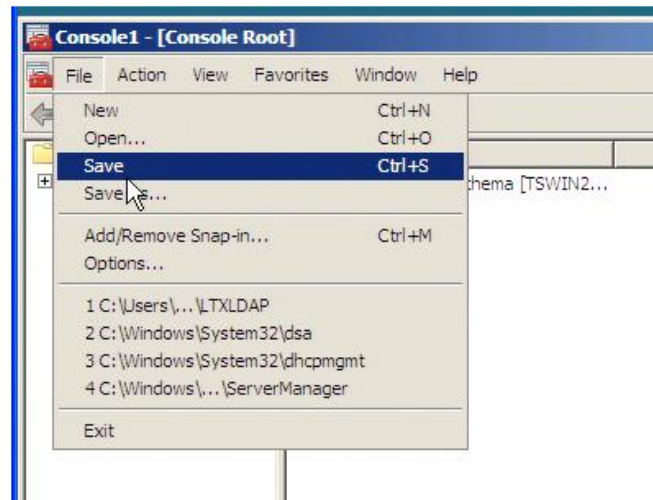 Console1 - [Console Root]
File Action View Favorites Window Help
New Ctrl+N
Open... Ctrl+O
Save Ctrl+S
Save As...
hema [TSWIN2...
Add/Remove Snap-in... Ctrl+M
Options...
1 C:\Users\...\LTXLDAP
2 C:\Windows\System32\dsa
3 C:\Windows\System32\dhcpmgmt
4 C:\Windows\...\ServerManager
Exit